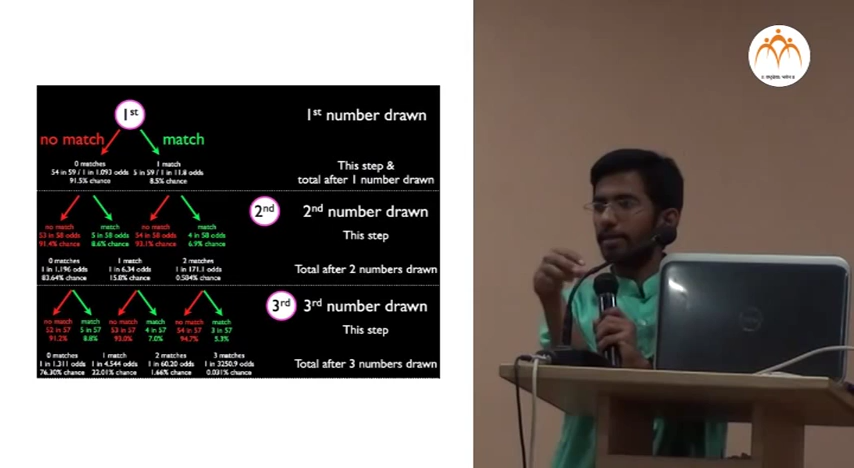 1st
1st number drawn
no match
match
0 matches
54 in 59 / 1 in 1.093 odds
91.5% chance
1 match
5 in 59 / 1 in 11.8 odds
8.5% chance
This step &
total after 1 number drawn
2nd
2nd number drawn
This step
no match
53 in 58 odds
91.4% chance
match
5 in 58 odds
8.6% chance
no match
54 in 58 odds
93.1% chance
match
4 in 58 odds
6.9% chance
0 matches
1 in 1.196 odds
83.64% chance
1 match
1 in 6.34 odds
15.8% chance
2 matches
1 in 171.1 odds
0.584% chance
Total after 2 numbers drawn
3rd
3rd number drawn
This step
no match
52 in 57
91.2%
match
5 in 57
8.8%
no match
53 in 57
93.0%
match
4 in 57
7.0%
no match
54 in 57
94.7%
match
3 in 57
5.3%
0 matches
1 in 1.311 odds
76.30% chance
1 match
1 in 4.544 odds
22.01% chance
2 matches
1 in 60.20 odds
1.66% chance
3 matches
1 in 3250.9 odds
0.031% chance
Total after 3 numbers drawn
DELL